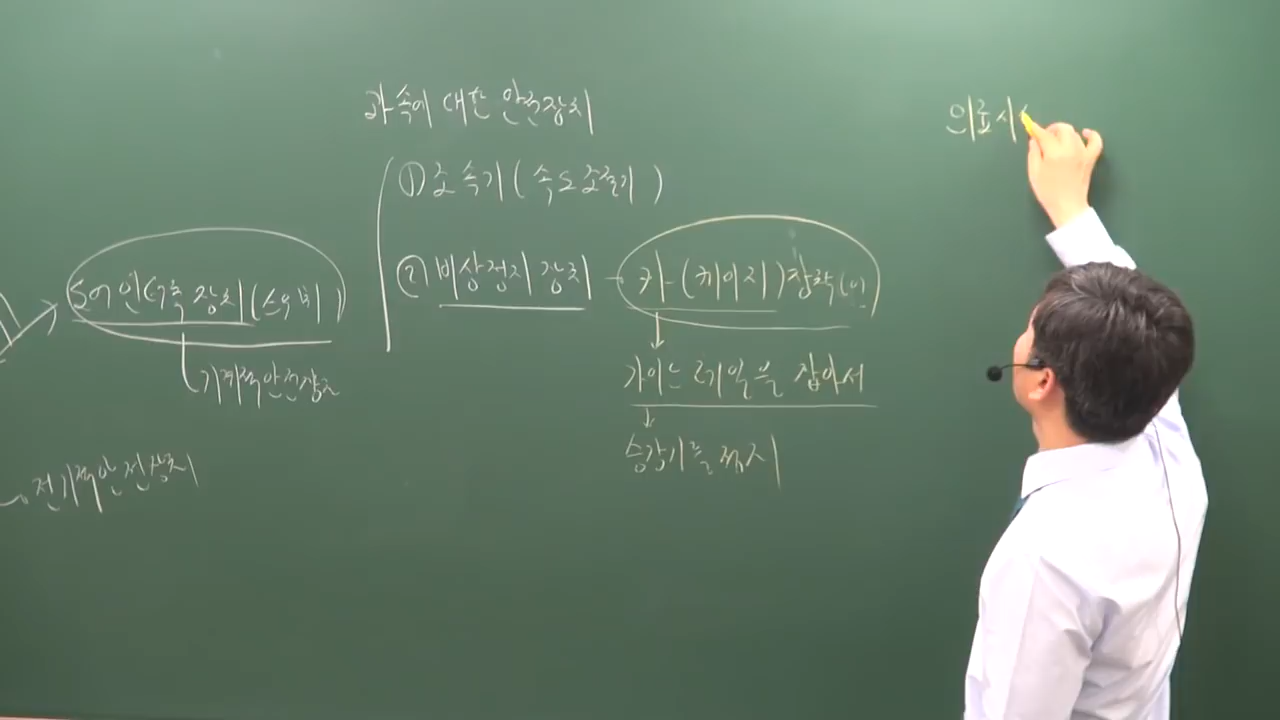 과속에 대한 안전장치
① 조속기 (속도조절기)
② 비상정지 장치 - 카 (케이지) 장착(인)
가이드 레일을 잡아서
승강기를 정지
장치 (스위치)
기계적 안전장치
전기적 안전장치
의료시